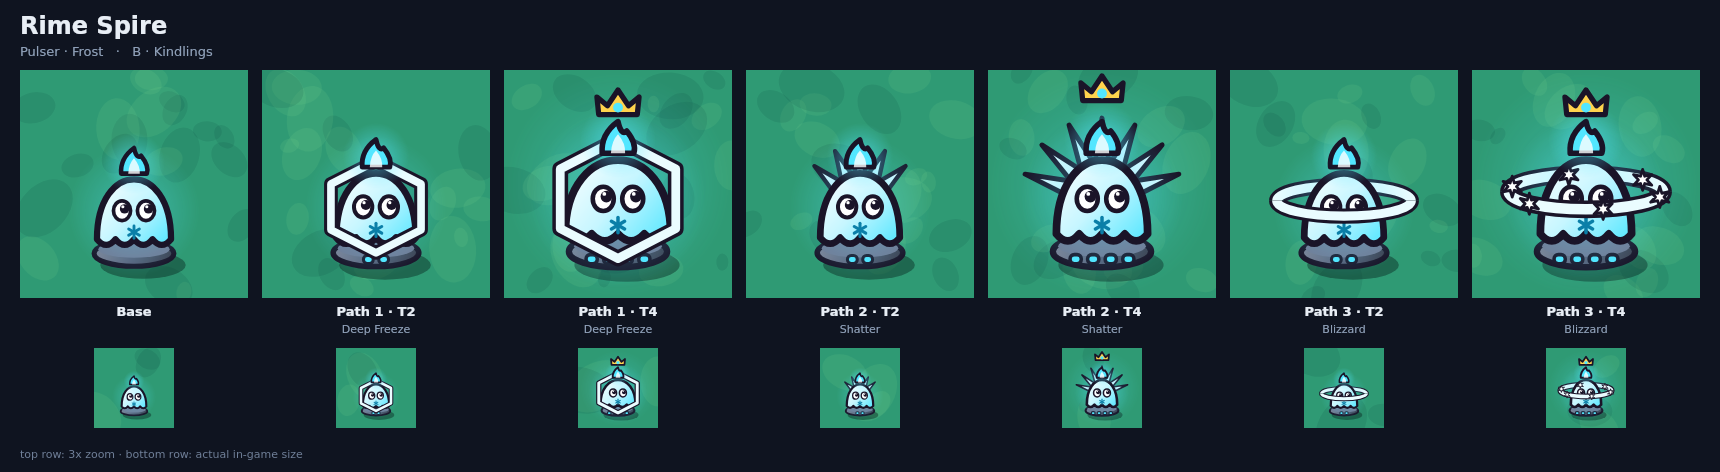 Rime Spire
Pulser · Frost · B · Kindlings
Base
Path 1 · T2
Deep Freeze
Path 1 · T4
Deep Freeze
Path 2 · T2
Shatter
Path 2 · T4
Shatter
Path 3 · T2
Blizzard
Path 3 · T4
Blizzard
top row: 3x zoom · bottom row: actual in-game size